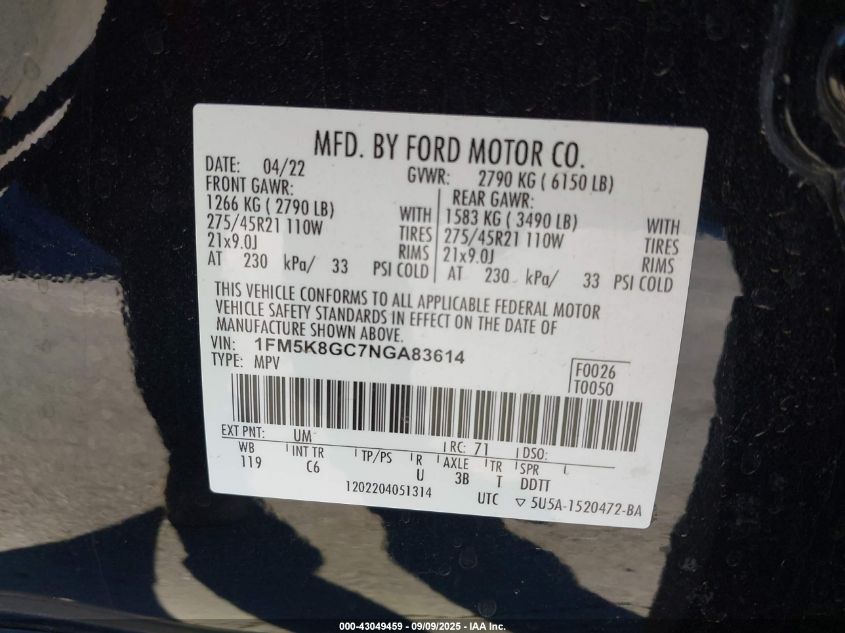 MFD. BY FORD MOTOR CO.
DATE: 04/22 GVWR: 2790 KG ( 6150 LB)
FRONT GAWR: REAR GAWR:
1266 KG ( 2790 LB) WITH 1583 KG ( 3490 LB) WITH
275/45R21 110W TIRES 275/45R21 110W TIRES
21x9.0J RIMS 21x9.0J RIMS
AT 230 kPa/ 33 PSI COLD AT 230 kPa/ 33 PSI COLD
THIS VEHICLE CONFORMS TO ALL APPLICABLE FEDERAL MOTOR
VEHICLE SAFETY STANDARDS IN EFFECT ON THE DATE OF
MANUFACTURE SHOWN ABOVE.
VIN: 1FM5K8GC7NGA83614
TYPE: MPV
F0026
T0050
EXT PNT: UM RC: 71 DSO:
WB INT TR TP/PS R AXLE TR SPR
119 C6 U 3B T DDTT
1202204051314 UTC ▽ 5U5A-1520472-BA
000-43049459 - 09/09/2025 - IAA Inc.